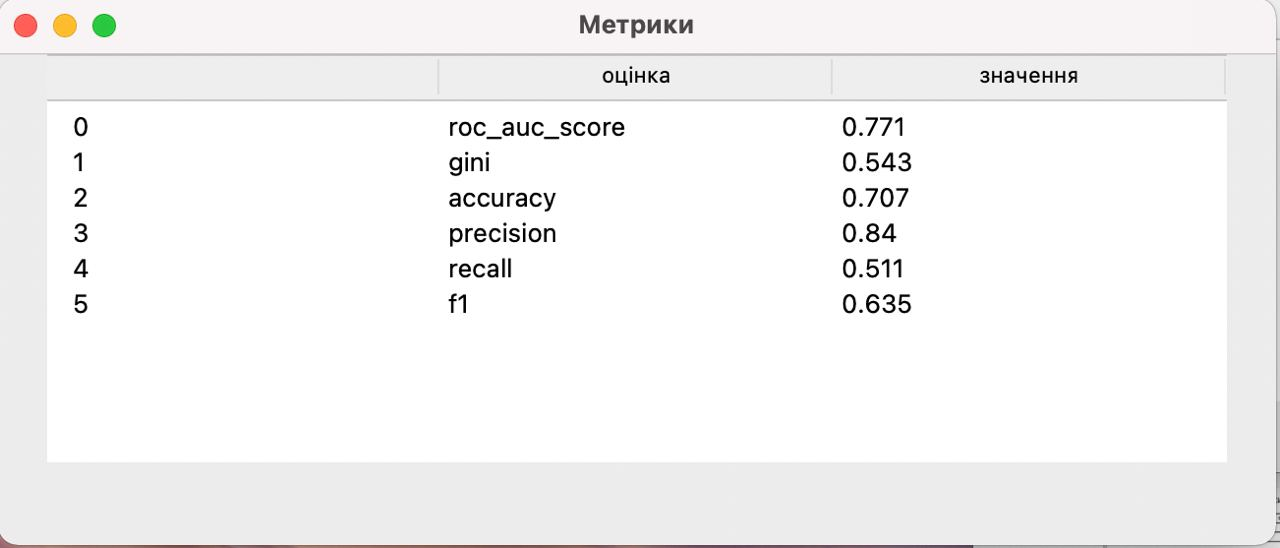 Метрики
оцінка значення
0 roc_auc_score 0.771
1 gini 0.543
2 accuracy 0.707
3 precision 0.84
4 recall 0.511
5 f1 0.635